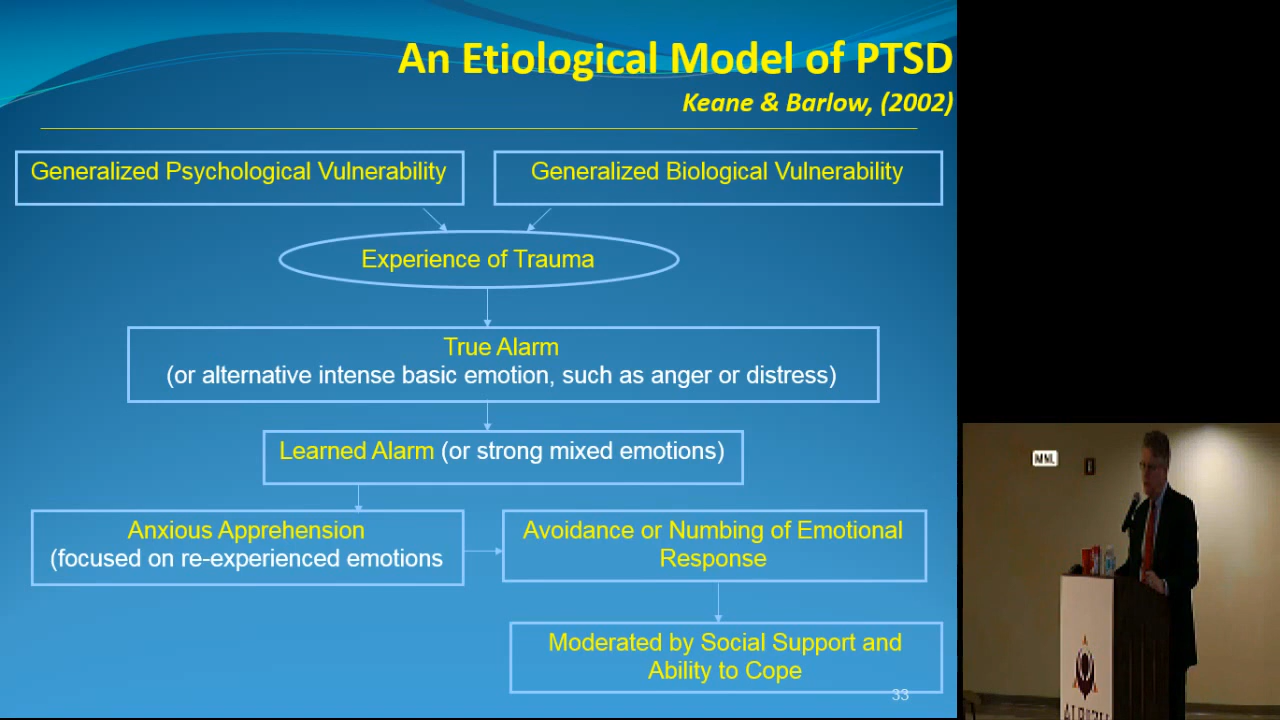 An Etiological Model of PTSD
Keane & Barlow, (2002)
Generalized Psychological Vulnerability
Generalized Biological Vulnerability
Experience of Trauma
True Alarm
(or alternative intense basic emotion, such as anger or distress)
Learned Alarm (or strong mixed emotions)
Anxious Apprehension
(focused on re-experienced emotions
Avoidance or Numbing of Emotional
Response
Moderated by Social Support and
Ability to Cope
33
MNL